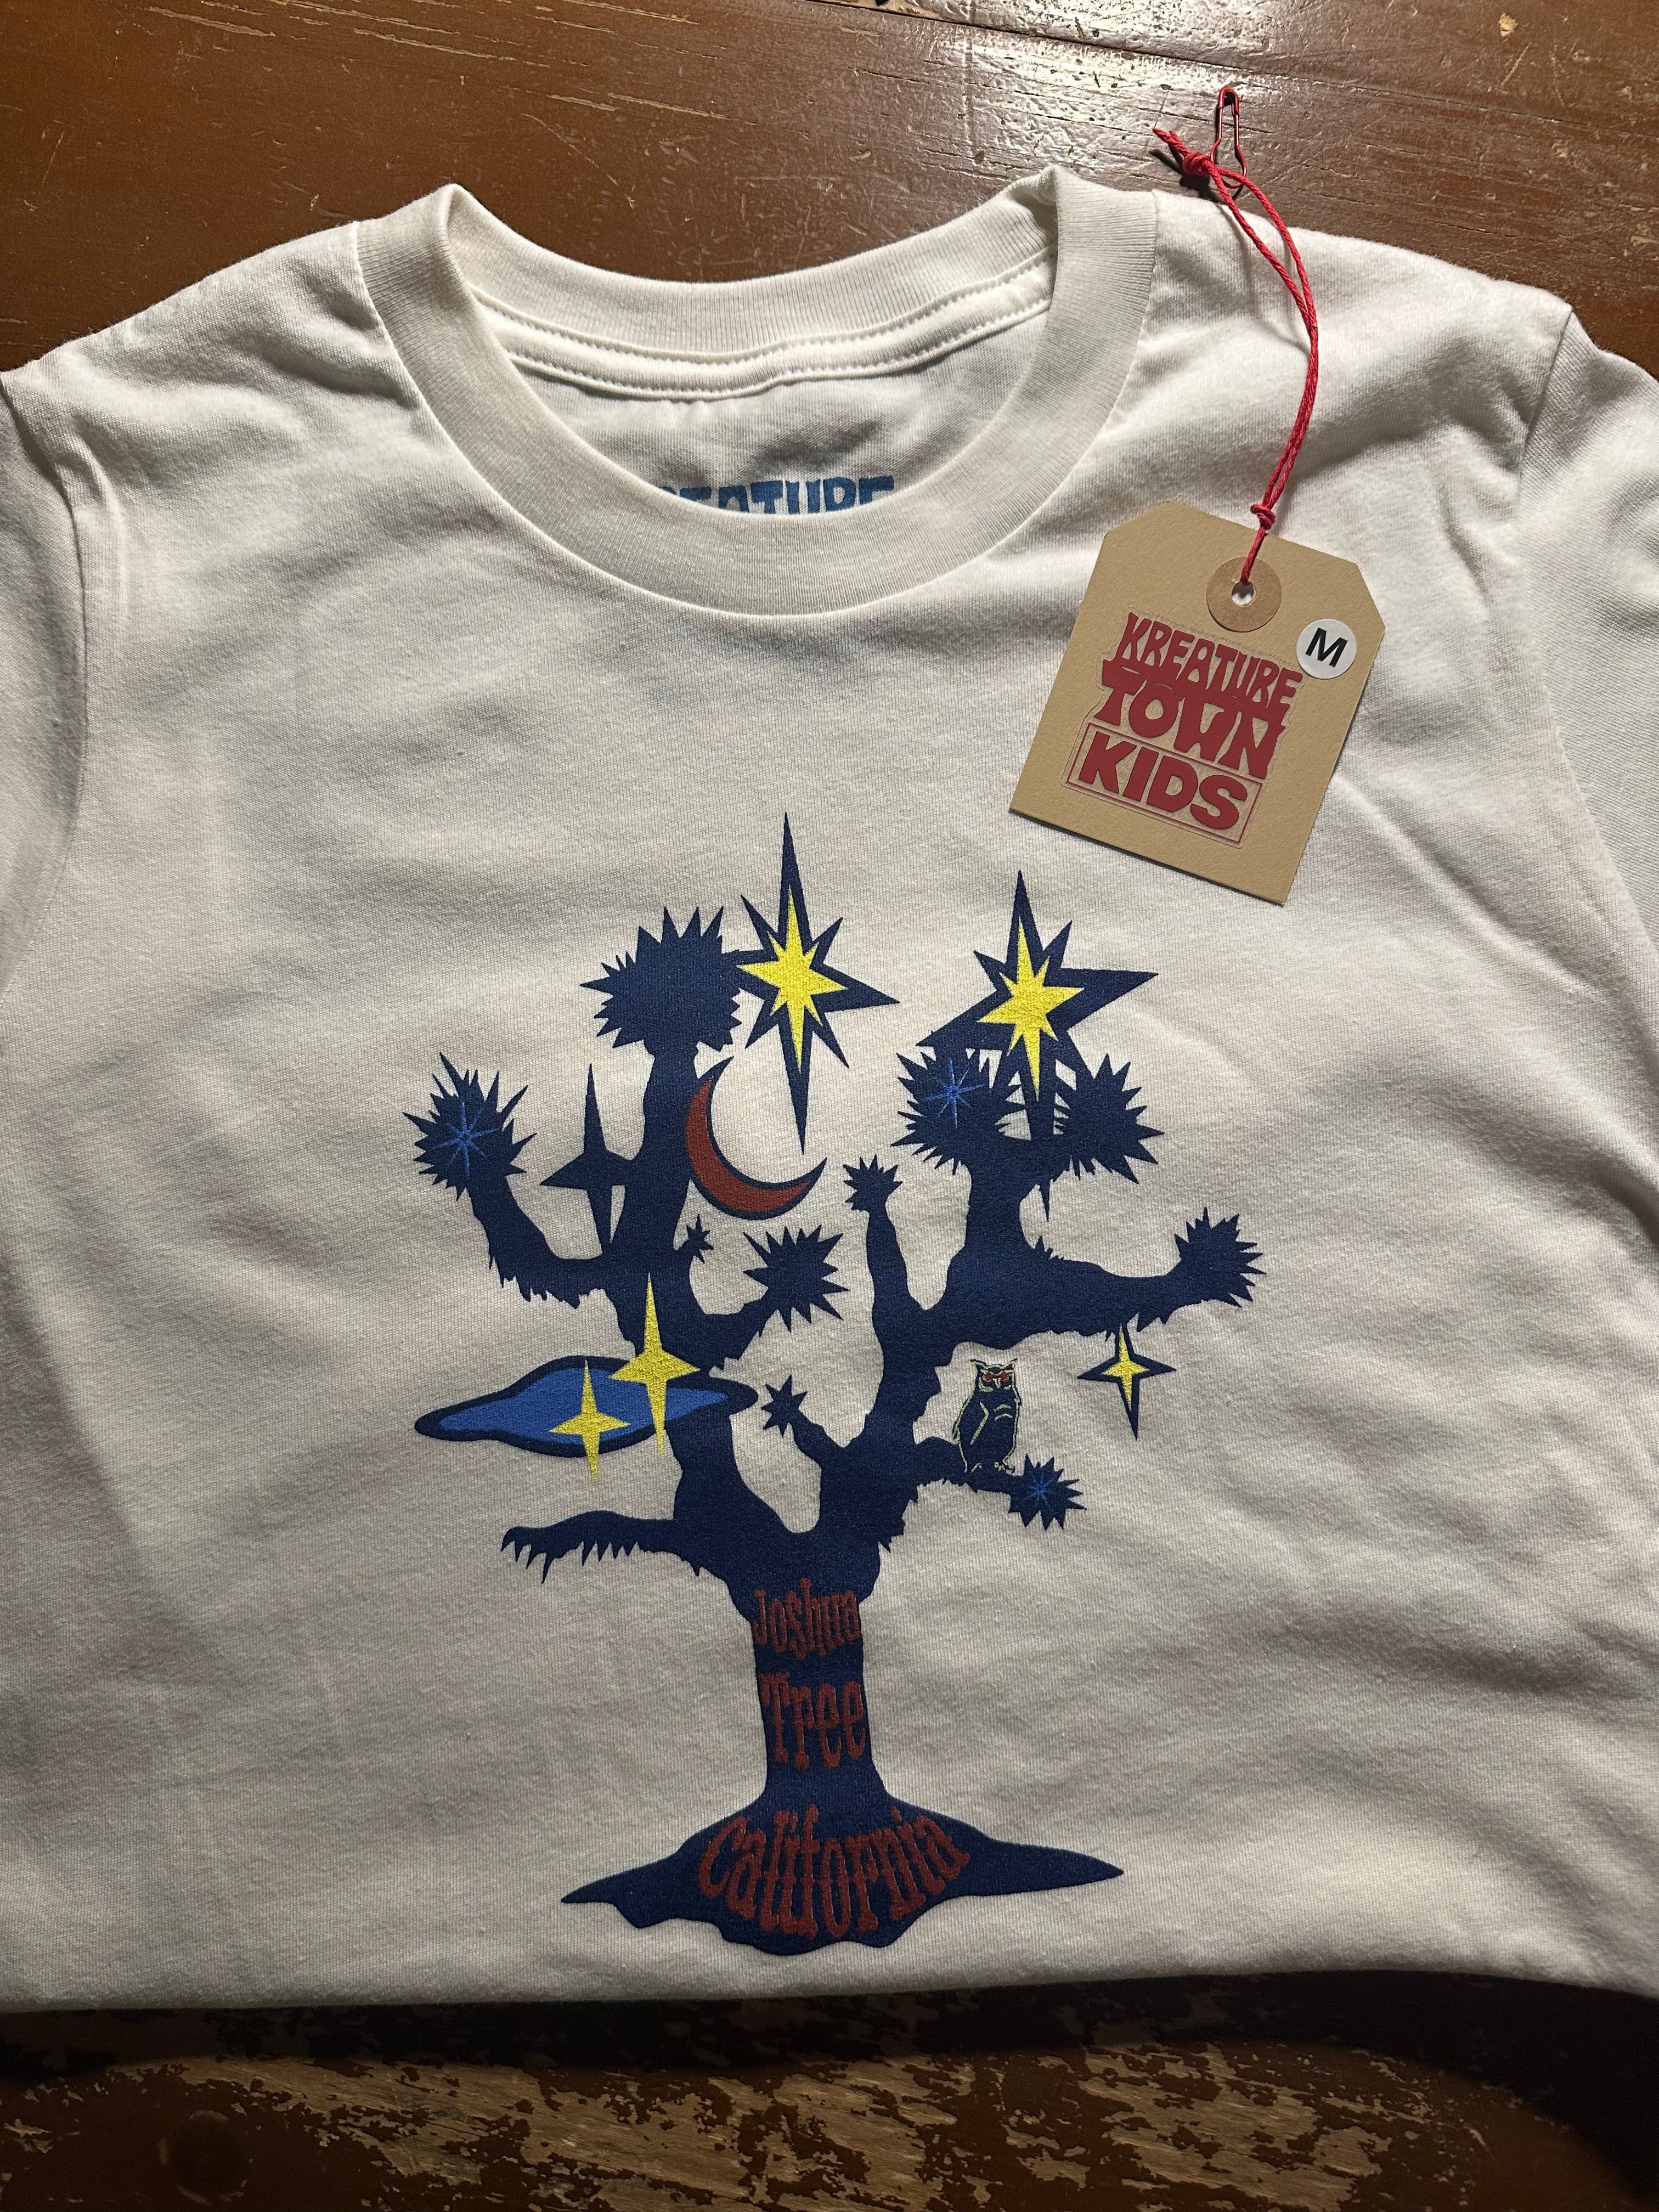 KREATURE
TOWN
KIDS
M
Joshua
Tree
California